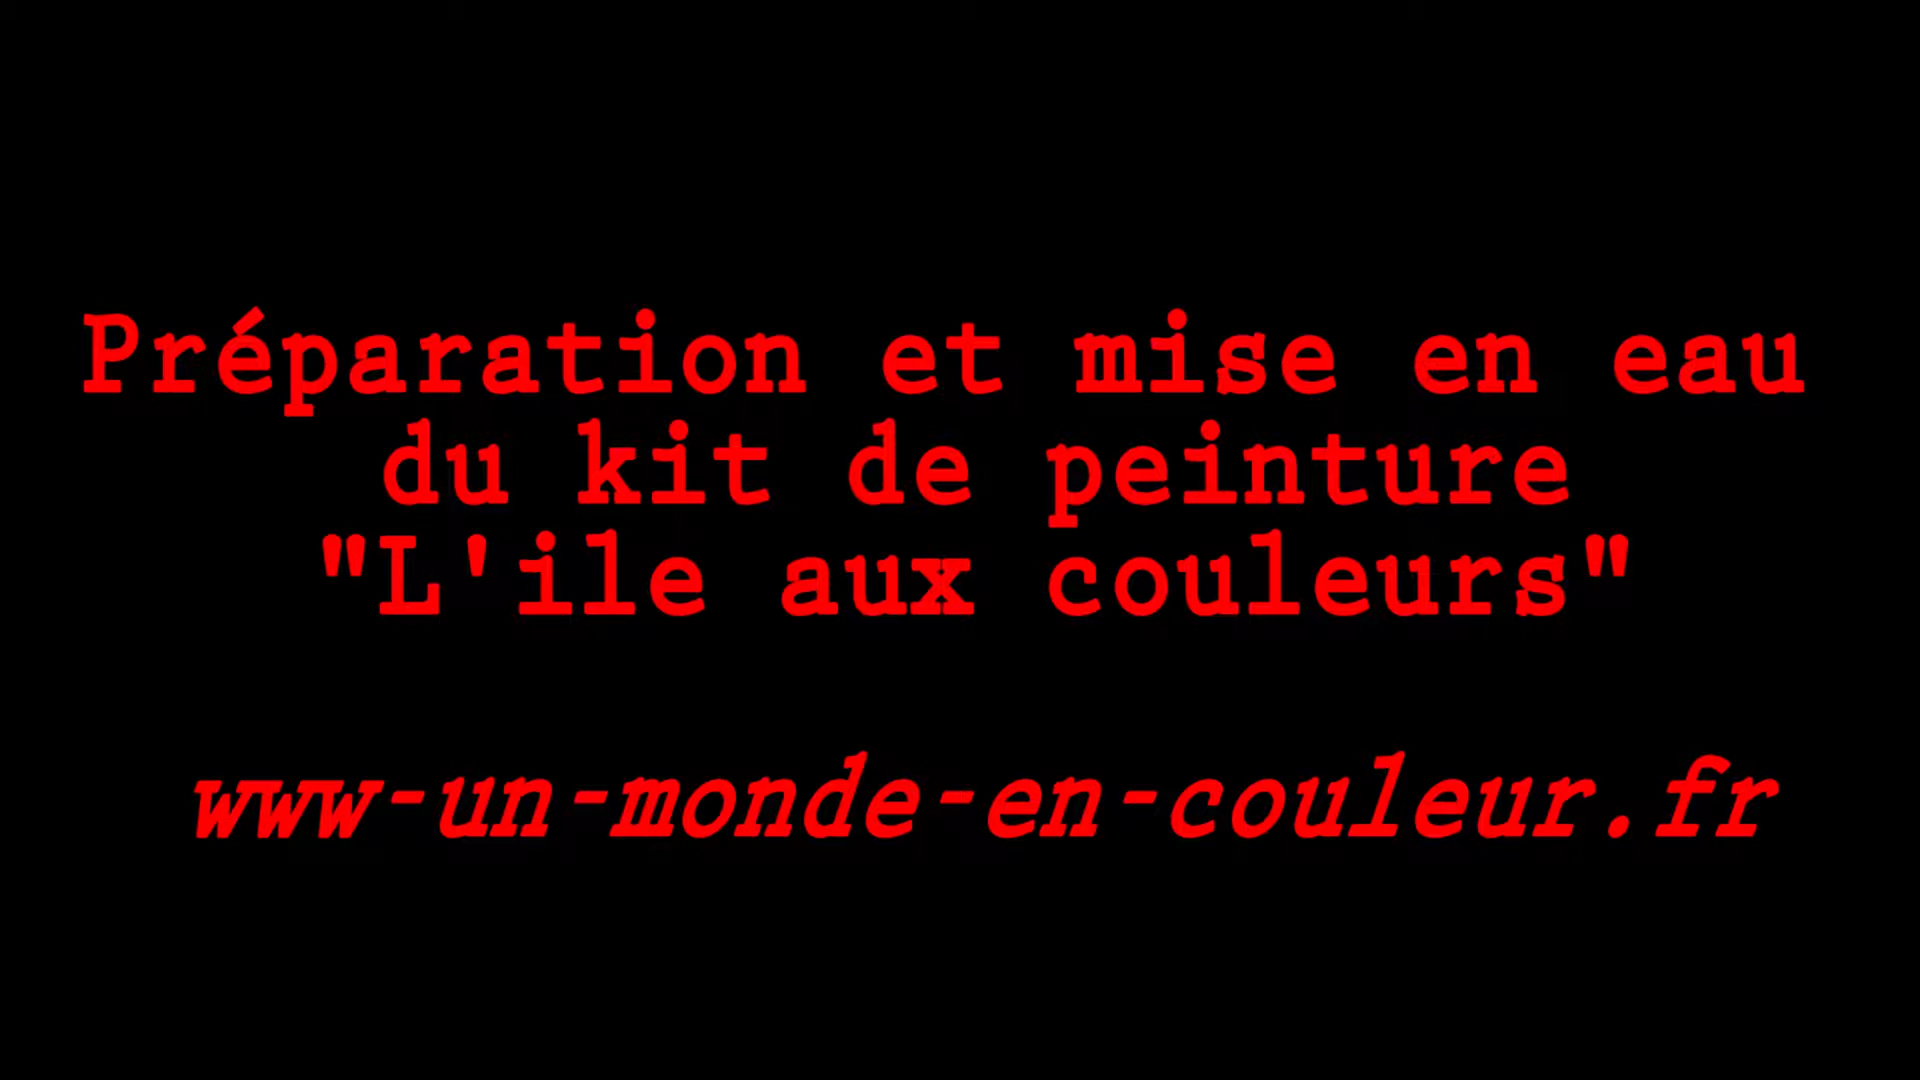 Préparation et mise en eau
du kit de peinture
"L'ile aux couleurs"
www-un-monde-en-couleur.fr